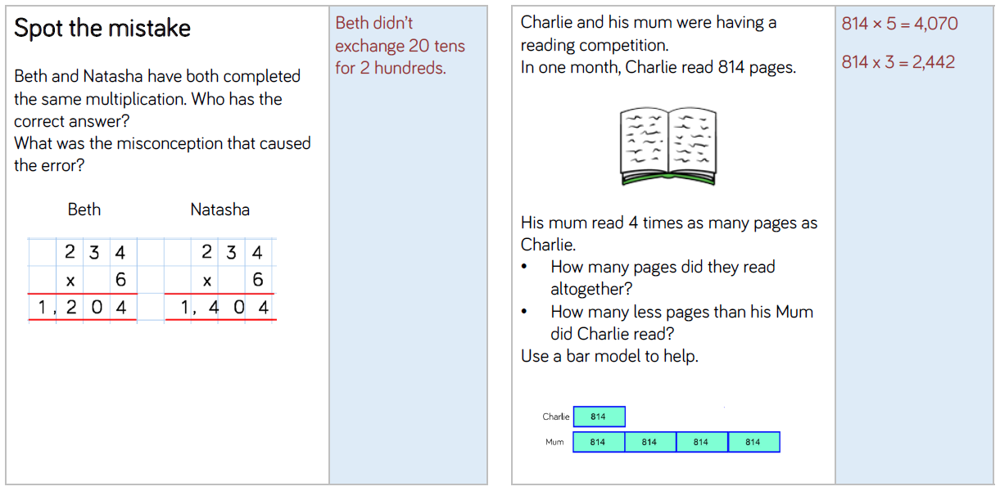 Spot the mistake
Beth and Natasha have both completed
the same multiplication. Who has the
correct answer?
What was the misconception that caused
the error?
Beth Natasha
2 3 4 2 3 4
x 6 x 6
1 , 2 0 4 1 , 4 0 4
Beth didn’t
exchange 20 tens
for 2 hundreds.
Charlie and his mum were having a
reading competition.
In one month, Charlie read 814 pages.
His mum read 4 times as many pages as
Charlie.
• How many pages did they read
altogether?
• How many less pages than his Mum
did Charlie read?
Use a bar model to help.
Charlie 814
Mum 814 814 814 814
814 × 5 = 4,070
814 x 3 = 2,442